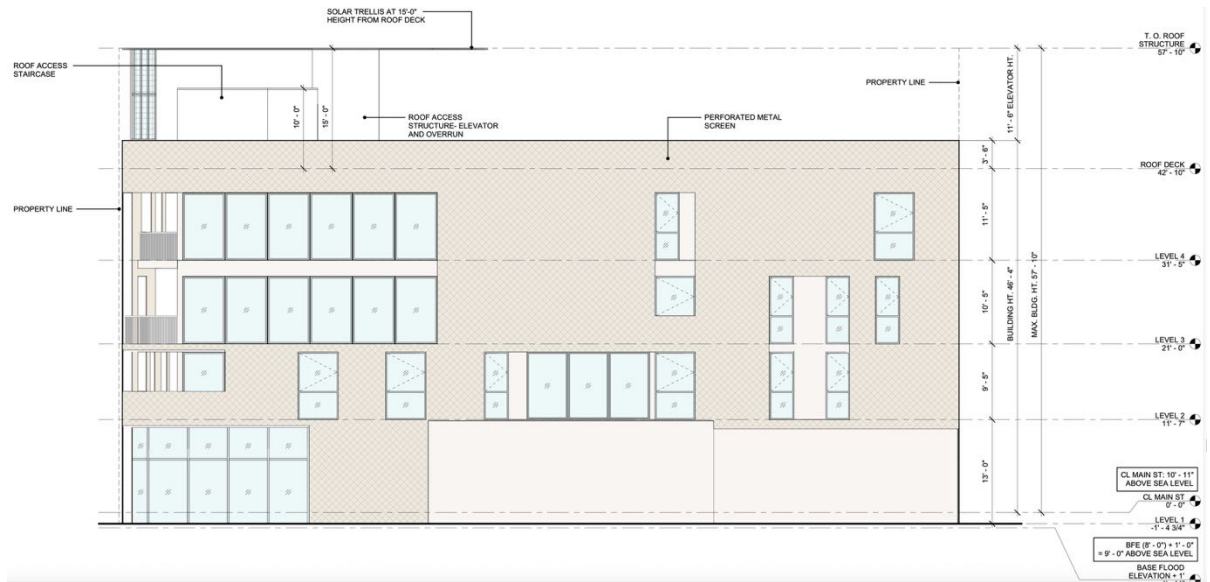 SOLAR TRELLIS AT 15'-0"
HEIGHT FROM ROOF DECK
T. O. ROOF
STRUCTURE
57' - 10"
ROOF ACCESS
STAIRCASE
PROPERTY LINE
11' - 6" ELEVATOR HT.
10' - 0"
15' - 0"
ROOF ACCESS
STRUCTURE- ELEVATOR
AND OVERRUN
PERFORATED METAL
SCREEN
3' - 6"
ROOF DECK
42' - 10"
PROPERTY LINE
11' - 5"
LEVEL 4
31' - 5"
10' - 5"
BUILDING HT. 46' - 4"
MAX. BLDG. HT. 57' - 10"
LEVEL 3
21' - 0"
9' - 5"
LEVEL 2
11' - 7"
13' - 0"
CL MAIN ST: 10' - 11"
ABOVE SEA LEVEL
CL MAIN ST
0' - 0"
LEVEL 1
-1' - 4 3/4"
BFE (8' - 0") + 1' - 0"
= 9' - 0" ABOVE SEA LEVEL
BASE FLOOD
ELEVATION + 1'